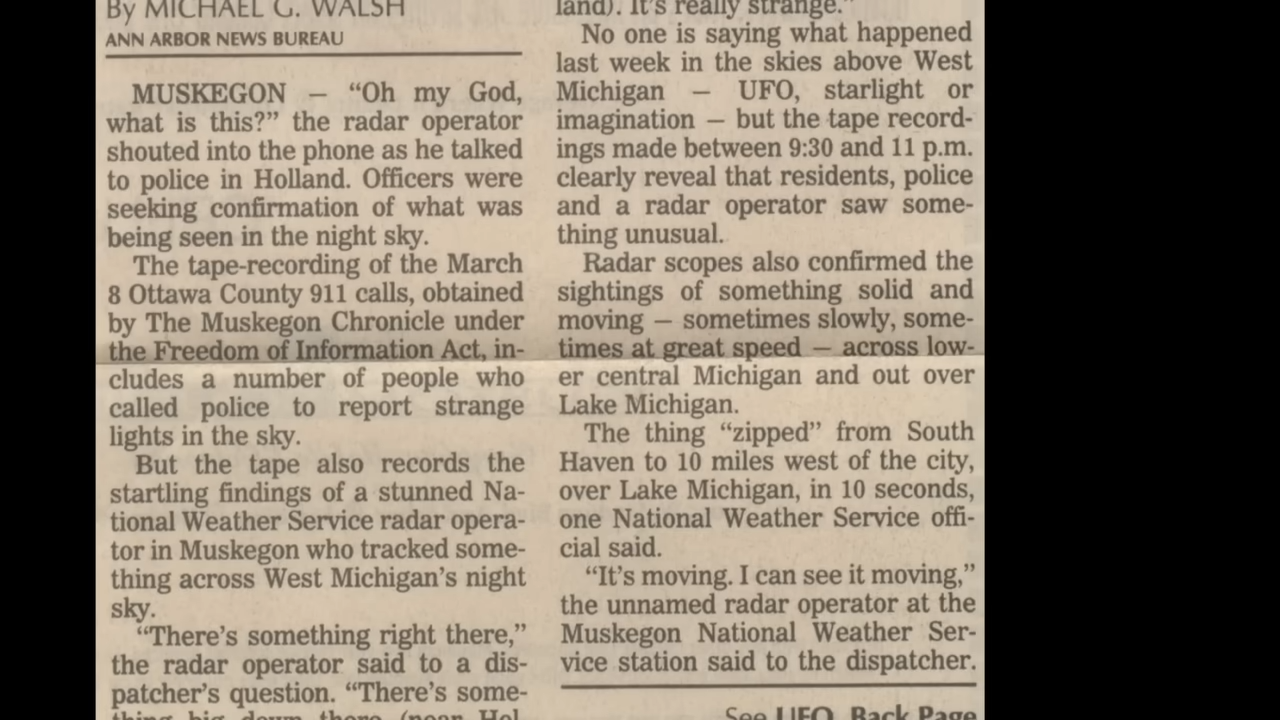 By MICHAEL G. WALSH
ANN ARBOR NEWS BUREAU
MUSKEGON — “Oh my God,
what is this?” the radar operator
shouted into the phone as he talked
to police in Holland. Officers were
seeking confirmation of what was
being seen in the night sky.
The tape-recording of the March
8 Ottawa County 911 calls, obtained
by The Muskegon Chronicle under
the Freedom of Information Act, in-
cludes a number of people who
called police to report strange
lights in the sky.
But the tape also records the
startling findings of a stunned Na-
tional Weather Service radar opera-
tor in Muskegon who tracked some-
thing across West Michigan’s night
sky.
“There’s something right there,”
the radar operator said to a dis-
patcher’s question. “There’s some-
thing big down there (near Hol-
land). It’s really strange.”
No one is saying what happened
last week in the skies above West
Michigan — UFO, starlight or
imagination — but the tape record-
ings made between 9:30 and 11 p.m.
clearly reveal that residents, police
and a radar operator saw some-
thing unusual.
Radar scopes also confirmed the
sightings of something solid and
moving — sometimes slowly, some-
times at great speed — across low-
er central Michigan and out over
Lake Michigan.
The thing “zipped” from South
Haven to 10 miles west of the city,
over Lake Michigan, in 10 seconds,
one National Weather Service offi-
cial said.
“It’s moving. I can see it moving,”
the unnamed radar operator at the
Muskegon National Weather Ser-
vice station said to the dispatcher.
See UFO, Back Page